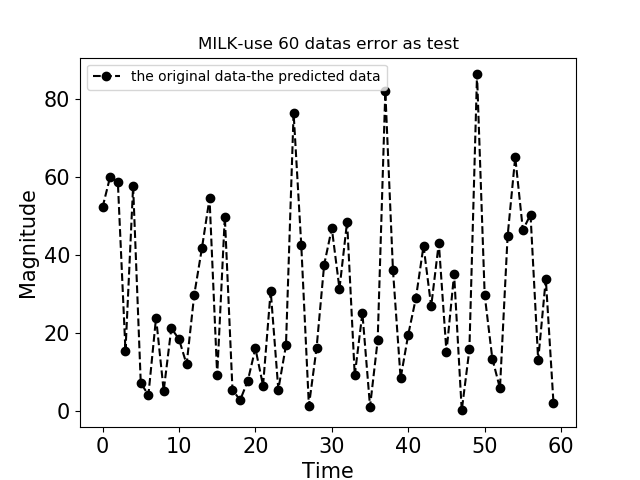 MILK-use 60 datas error as test
the original data-the predicted data
80
60
40
20
0
Magnitude
0 10 20 30 40 50 60
Time